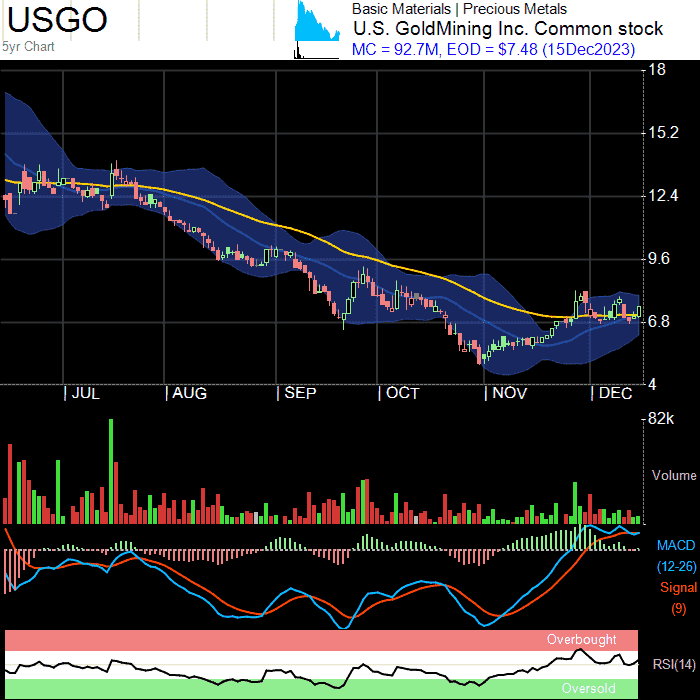 USGO
5yr Chart
Basic Materials | Precious Metals
U.S. GoldMining Inc. Common stock
MC = 92.7M, EOD = $7.48 (15Dec2023)
18
15.2
12.4
9.6
6.8
4
| JUL | AUG | SEP | OCT | NOV | DEC
82k
Volume
MACD
(12-26)
Signal
(9)
Overbought
RSI(14)
Oversold